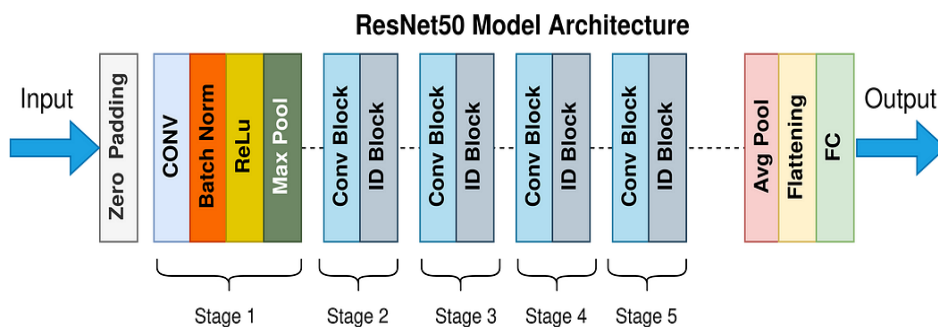 ResNet50 Model Architecture
Input
Zero Padding
CONV
Batch Norm
ReLu
Max Pool
Conv Block
ID Block
Conv Block
ID Block
Conv Block
ID Block
Conv Block
ID Block
Avg Pool
Flattening
FC
Output
Stage 1
Stage 2
Stage 3
Stage 4
Stage 5